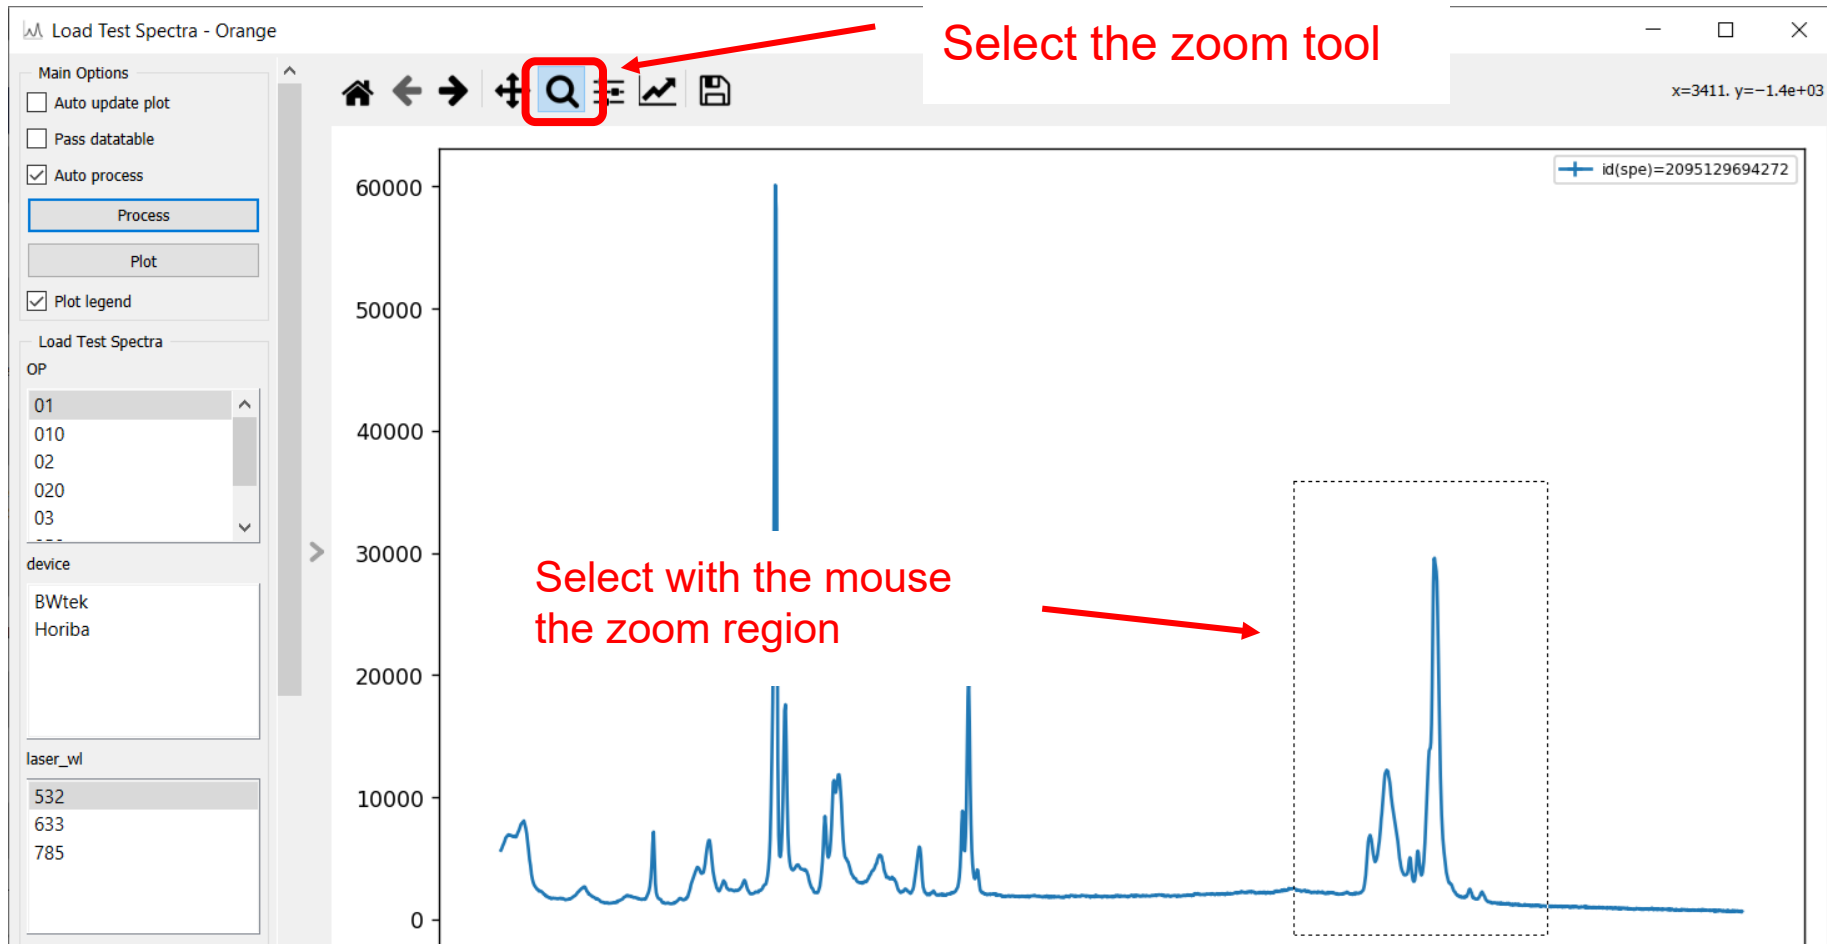 Load Test Spectra - Orange
Select the zoom tool
x=3411. y=−1.4e+03
Main Options
Auto update plot
Pass datatable
Auto process
Process
Plot
Plot legend
Load Test Spectra
OP
01
010
02
020
03
device
BWtek
Horiba
laser_wl
532
633
785
id(spe)=2095129694272
60000
50000
40000
30000
20000
10000
0
Select with the mouse
the zoom region